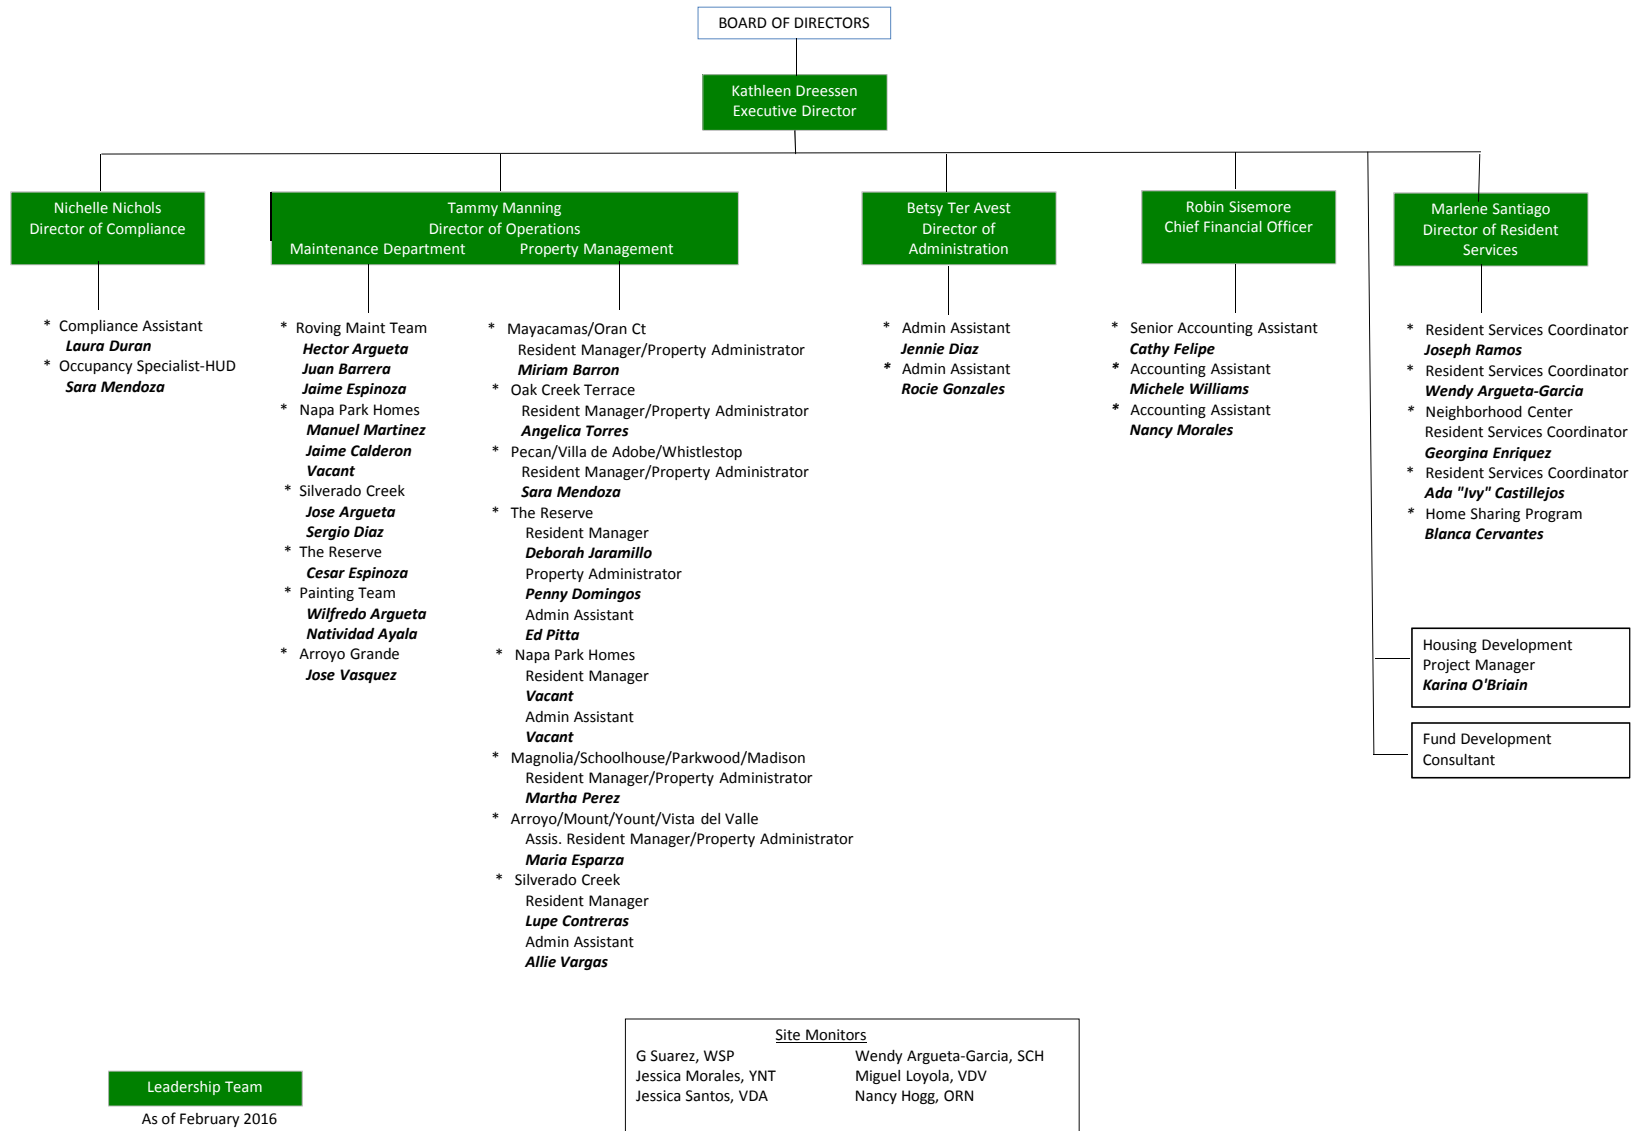 BOARD OF DIRECTORS
Kathleen Dreessen
Executive Director
Nichelle Nichols
Director of Compliance
* Compliance Assistant
Laura Duran
* Occupancy Specialist-HUD
Sara Mendoza
Tammy Manning
Director of Operations
Maintenance Department Property Management
* Roving Maint Team
Hector Argueta
Juan Barrera
Jaime Espinoza
* Napa Park Homes
Manuel Martinez
Jaime Calderon
Vacant
* Silverado Creek
Jose Argueta
Sergio Diaz
* The Reserve
Cesar Espinoza
* Painting Team
Wilfredo Argueta
Natividad Ayala
* Arroyo Grande
Jose Vasquez
* Mayacamas/Oran Ct
Resident Manager/Property Administrator
Miriam Barron
* Oak Creek Terrace
Resident Manager/Property Administrator
Angelica Torres
* Pecan/Villa de Adobe/Whistlestop
Resident Manager/Property Administrator
Sara Mendoza
* The Reserve
Resident Manager
Deborah Jaramillo
Property Administrator
Penny Domingos
Admin Assistant
Ed Pitta
* Napa Park Homes
Resident Manager
Vacant
Admin Assistant
Vacant
* Magnolia/Schoolhouse/Parkwood/Madison
Resident Manager/Property Administrator
Martha Perez
* Arroyo/Mount/Yount/Vista del Valle
Assis. Resident Manager/Property Administrator
Maria Esparza
* Silverado Creek
Resident Manager
Lupe Contreras
Admin Assistant
Allie Vargas
Betsy Ter Avest
Director of
Administration
* Admin Assistant
Jennie Diaz
* Admin Assistant
Rocie Gonzales
Robin Sisemore
Chief Financial Officer
* Senior Accounting Assistant
Cathy Felipe
* Accounting Assistant
Michele Williams
* Accounting Assistant
Nancy Morales
Marlene Santiago
Director of Resident
Services
* Resident Services Coordinator
Joseph Ramos
* Resident Services Coordinator
Wendy Argueta-Garcia
* Neighborhood Center
Resident Services Coordinator
Georgina Enriquez
* Resident Services Coordinator
Ada "Ivy" Castillejos
* Home Sharing Program
Blanca Cervantes
Housing Development
Project Manager
Karina O'Briain
Fund Development
Consultant
Site Monitors
G Suarez, WSP Wendy Argueta-Garcia, SCH
Jessica Morales, YNT Miguel Loyola, VDV
Jessica Santos, VDA Nancy Hogg, ORN
Leadership Team
As of February 2016